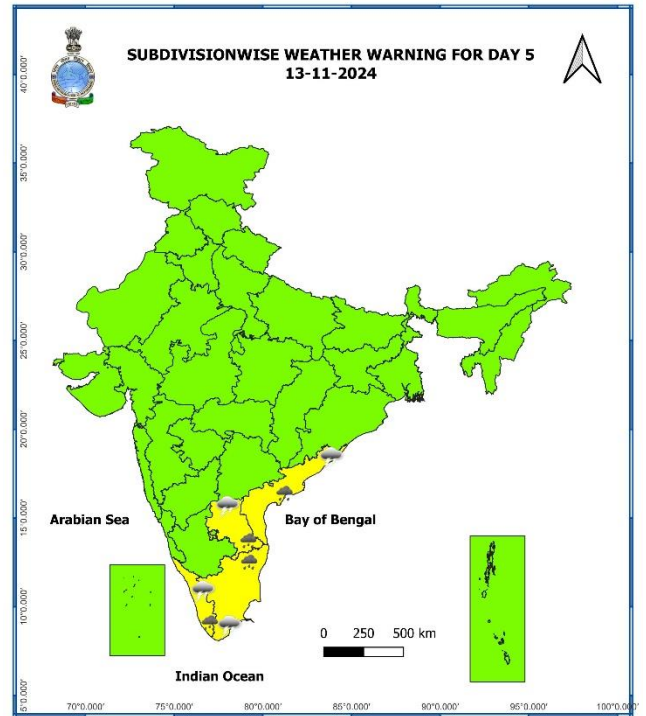 SUBDIVISIONWISE WEATHER WARNING FOR DAY 5
13-11-2024
40°0.000'
35°0.000'
30°0.000'
25°0.000'
20°0.000'
15°0.000'
10°0.000'
5°0.000'
Arabian Sea
Bay of Bengal
0 250 500 km
Indian Ocean
70°0.000' 75°0.000' 80°0.000' 85°0.000' 90°0.000' 95°0.000' 100°0.000'